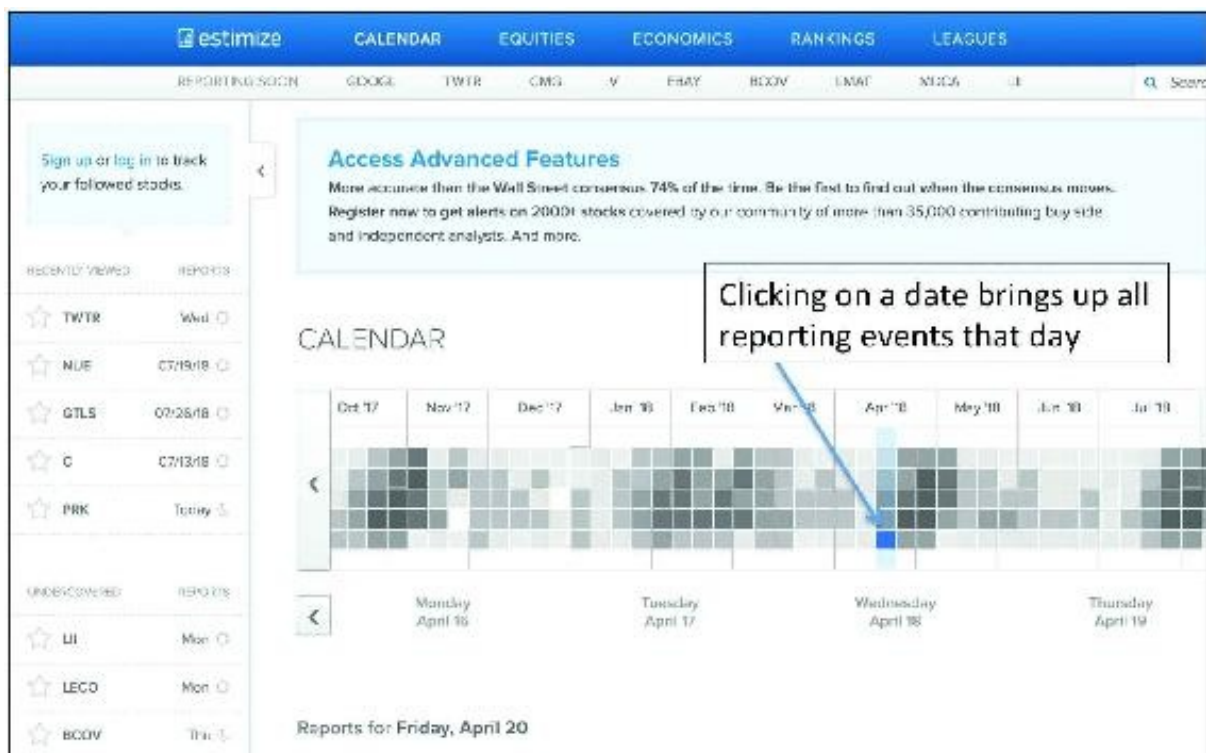 estimize CALENDAR EQUITIES ECONOMICS RANKINGS LEAGUES
REPORTING SOON GOOGL TWTR CMG V EBAY BCOV LMAT MDCA LII Searc
Sign up or log in to track
your followed stocks.
Access Advanced Features
More accurate than the Wall Street consensus 74% of the time. Be the first to find out when the consensus moves.
Register now to get alerts on 2000+ stocks covered by our community of more than 35,000 contributing buy side
and independent analysts. And more.
RECENTLY VIEWED REPORTS
TWTR Wed
NUE 07/19/18
GTLS 07/26/18
C 07/13/18
PRK Today
Clicking on a date brings up all
reporting events that day
CALENDAR
Oct '17 Nov '17 Dec '17 Jan '18 Feb '18 Mar '18 Apr '18 May '18 Jun '18 Jul '18
Monday
April 16
Tuesday
April 17
Wednesday
April 18
Thursday
April 19
UNDERCOVERED REPORTS
LII Mon
LECO Mon
BCOV Thu
Reports for Friday, April 20